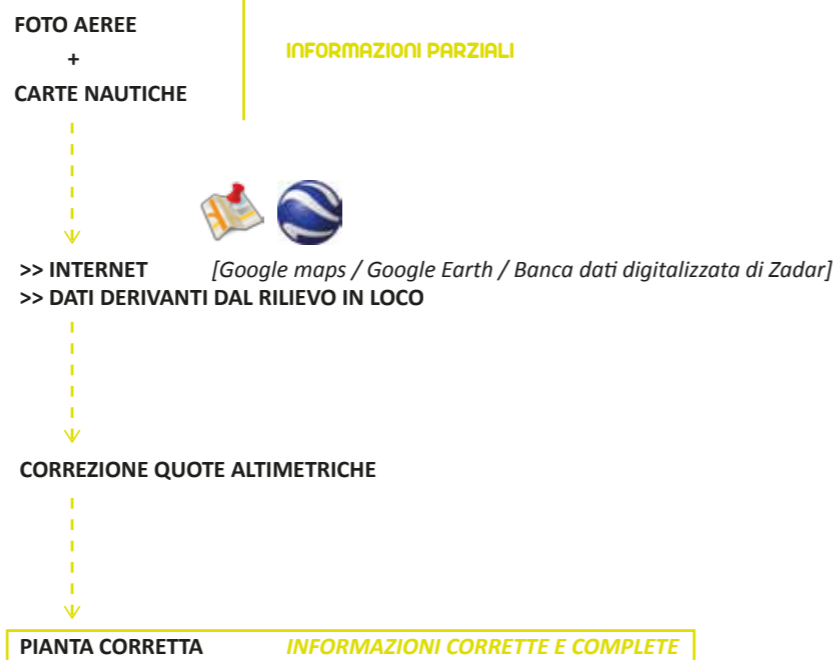 FOTO AEREE
+
CARTE NAUTICHE
INFORMAZIONI PARZIALI
>> INTERNET [Google maps / Google Earth / Banca dati digitalizzata di Zadar]
>> DATI DERIVANTI DAL RILIEVO IN LOCO
CORREZIONE QUOTE ALTIMETRICHE
PIANTA CORRETTA INFORMAZIONI CORRETTE E COMPLETE